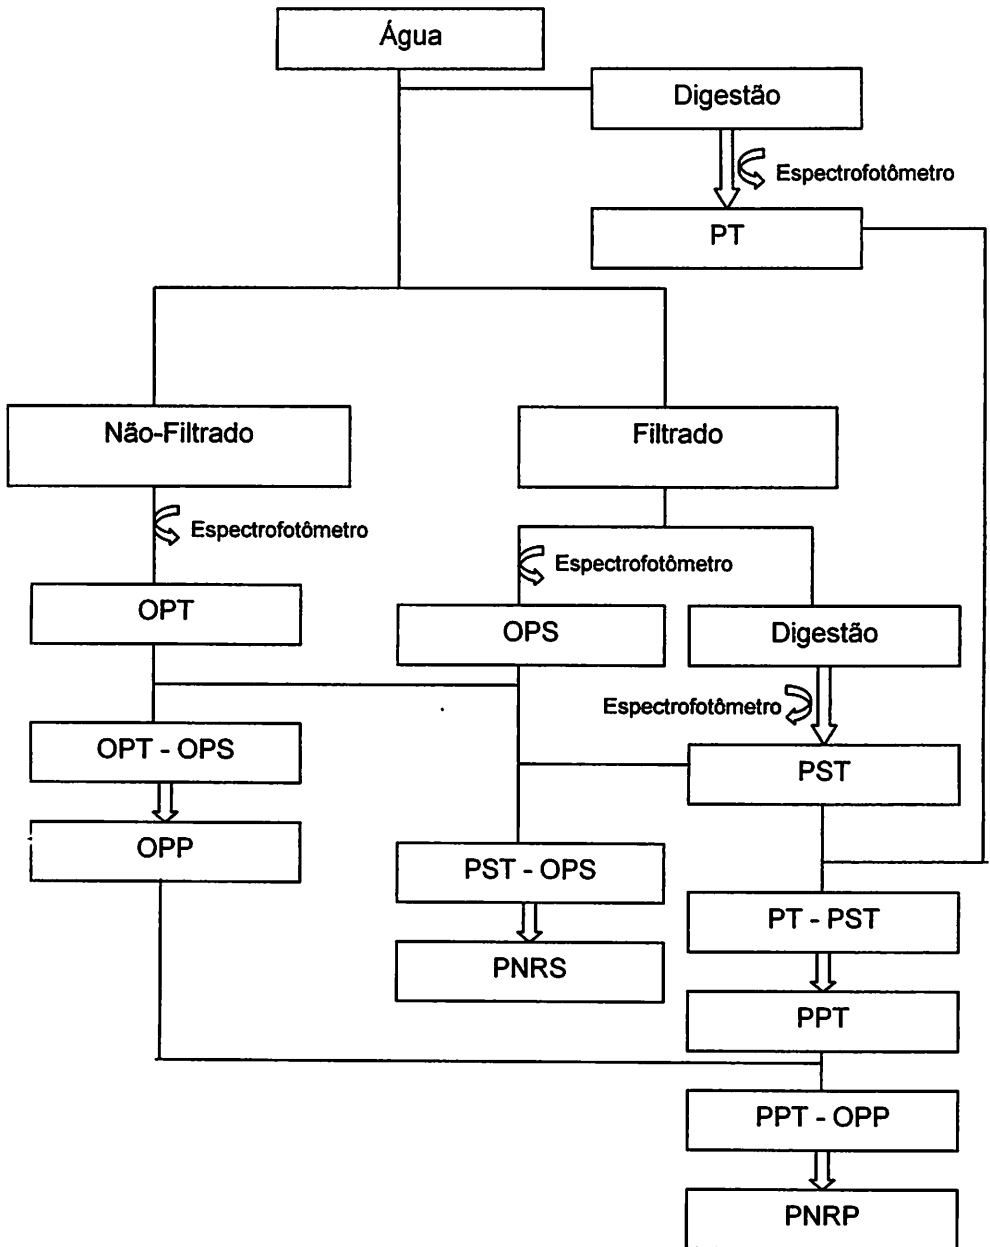 Água
Digestão
Espectrofotômetro
PT
Não-Filtrado
Filtrado
Espectrofotômetro
Espectrofotômetro
OPT
OPS
Digestão
Espectrofotômetro
OPT - OPS
PST
OPP
PST - OPS
PT - PST
PNRS
PPT
PPT - OPP
PNRP